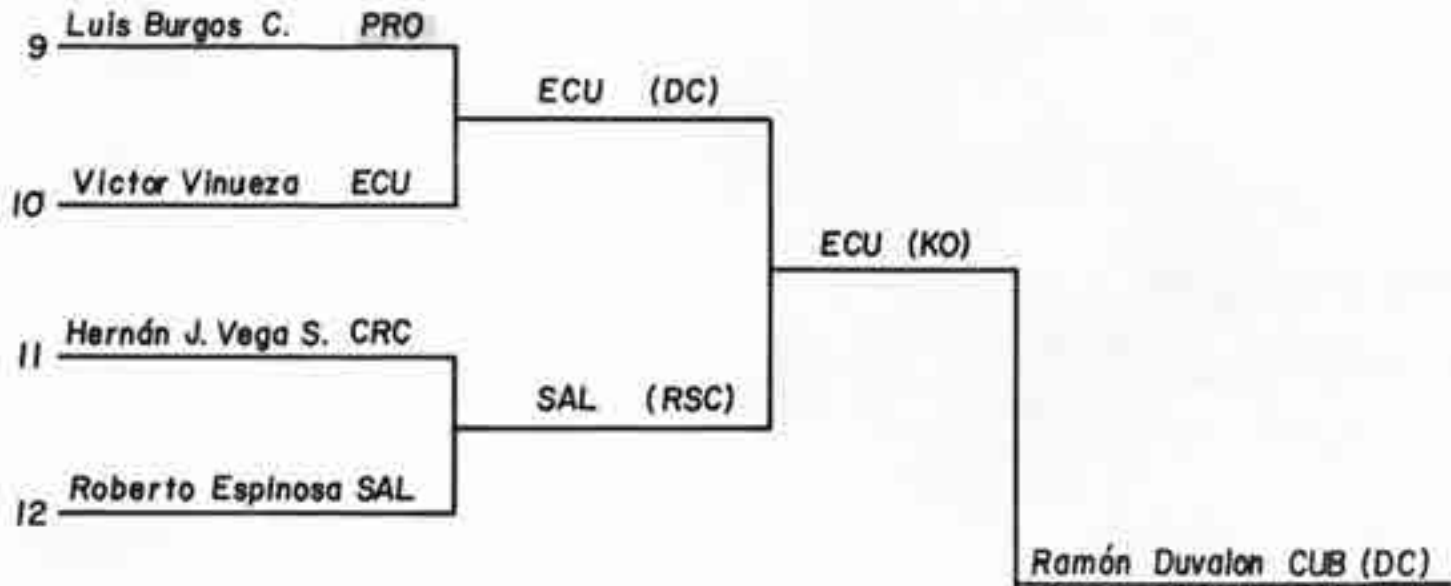 9 Luis Burgos C. PRO
ECU (DC)
10 Victor Vinueza ECU
ECU (KO)
11 Hernán J. Vega S. CRC
SAL (RSC)
12 Roberto Espinosa SAL
Ramón Duvalon CUB (DC)